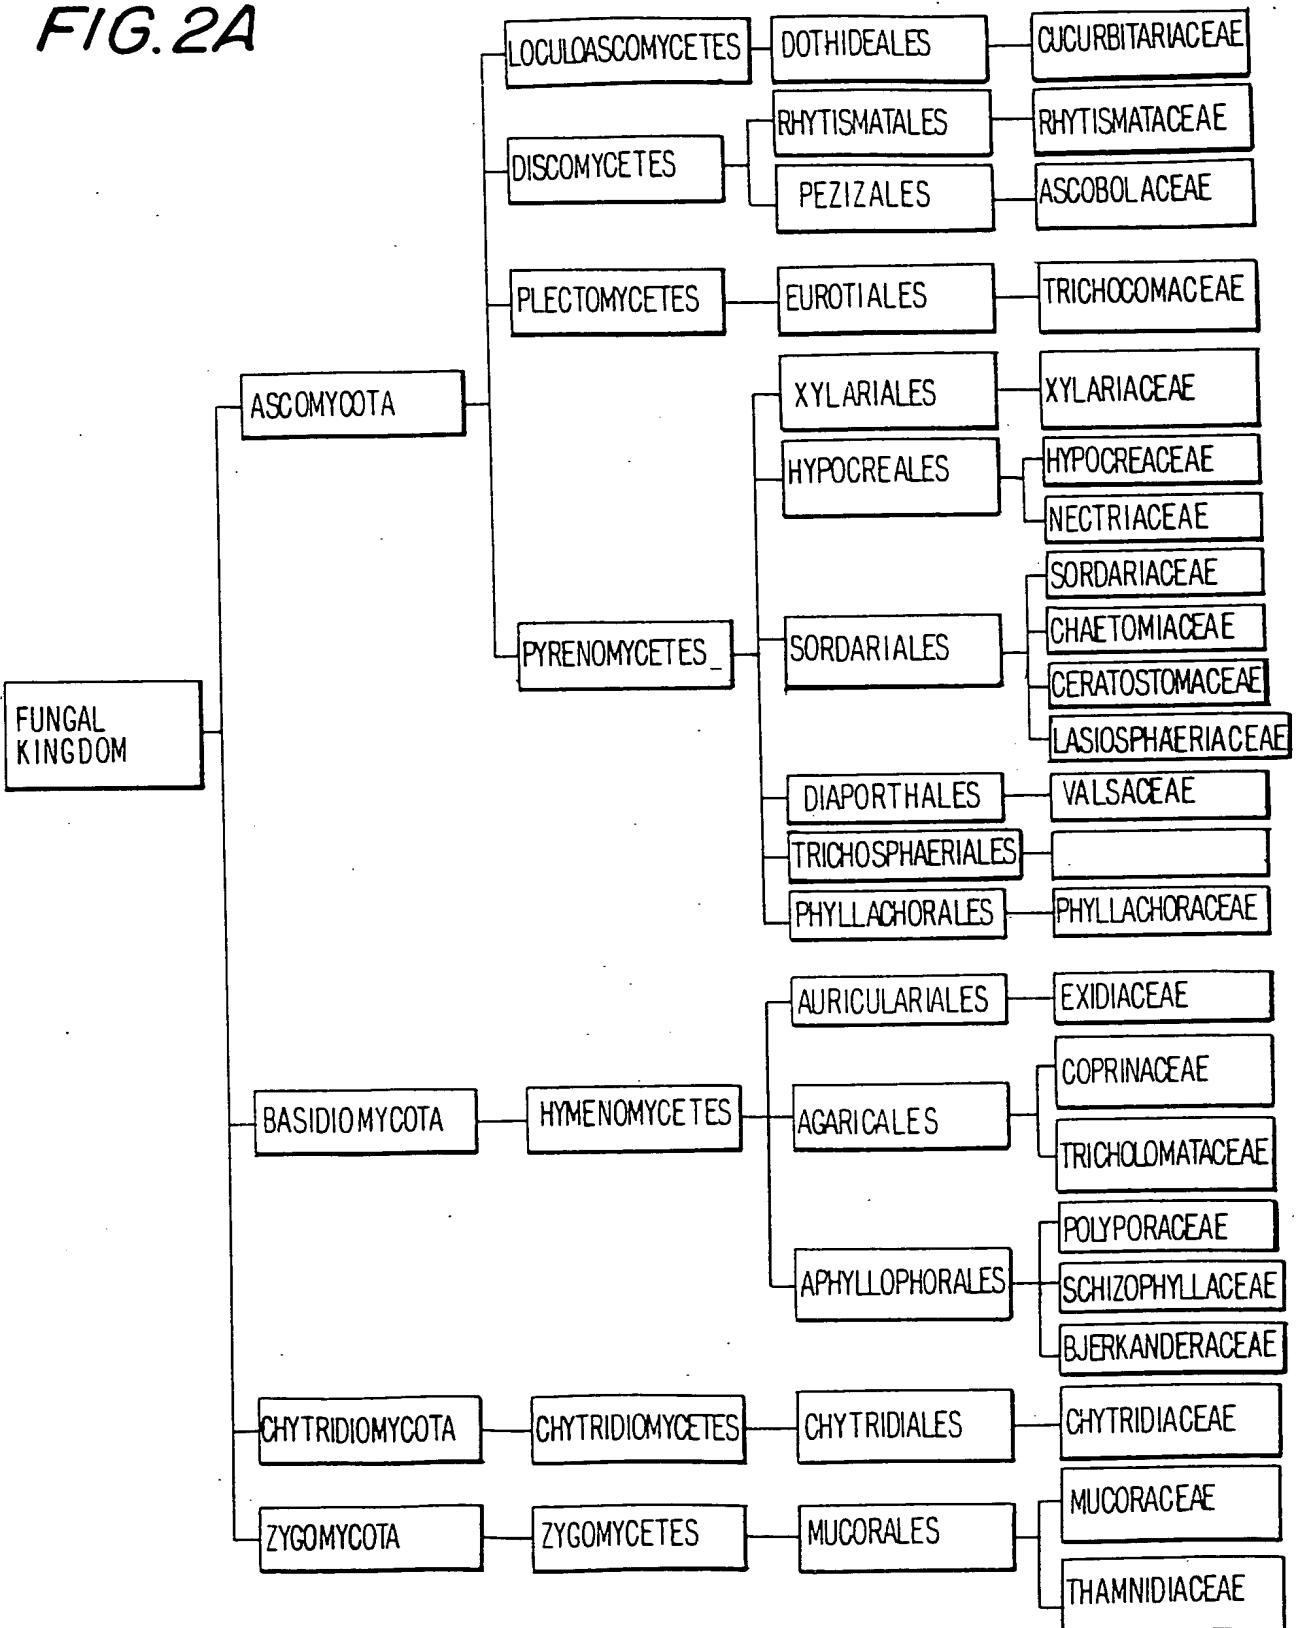 FIG. 2A
LOCULOASCOMYCETES
DOTHIDEALES
CUCURBITARIACEAE
DISCOMYCETES
RHYTISMATALES
RHYTISMATACEAE
PEZIZALES
ASCOBOLACEAE
PLECTOMYCETES
EUROTIALES
TRICHOCOMACEAE
ASCOMYCOTA
XYLARIALES
XYLARIACEAE
HYPOCREALES
HYPOCREACEAE
NECTRIACEAE
PYRENOMYCETES_
SORDARIALES
SORDARIACEAE
CHAETOMIACEAE
CERATOSTOMACEAE
LASIOSPHAERIACEAE
FUNGAL
KINGDOM
DIAPORTHALES
VALSACEAE
TRICHOSPHAERIALES
PHYLLACHORALES
PHYLLACHORACEAE
BASIDIOMYCOTA
HYMENOMYCETES
AURICULARIALES
EXIDIACEAE
AGARICALES
COPRINACEAE
TRICHOLOMATACEAE
APHYLLOPHORALES
POLYPORACEAE
SCHIZOPHYLLACEAE
BJERKANDERACEAE
CHYTRIDIOMYCOTA
CHYTRIDIOMYCETES
CHYTRIDIALES
CHYTRIDIACEAE
ZYGOMYCOTA
ZYGOMYCETES
MUCORALES
MUCORACEAE
THAMNIDIACEAE